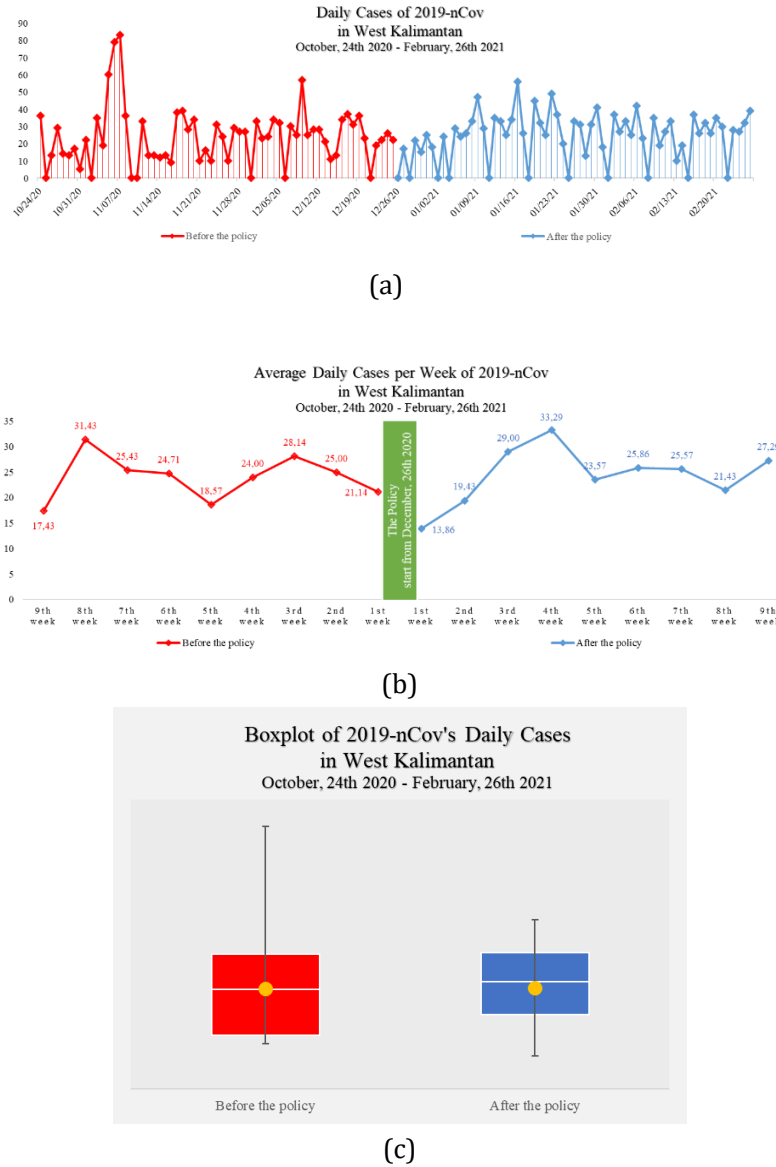 Daily Cases of 2019-nCov
in West Kalimantan
October, 24th 2020 - February, 26th 2021
90
80
70
60
50
40
30
20
10
0
10/24/20 10/31/20 11/07/20 11/14/20 11/21/20 11/28/20 12/05/20 12/12/20 12/19/20 12/26/20 01/02/21 01/09/21 01/16/21 01/23/21 01/30/21 02/06/21 02/13/21 02/20/21
Before the policy After the policy
(a)
Average Daily Cases per Week of 2019-nCov
in West Kalimantan
October, 24th 2020 - February, 26th 2021
35
30
25
20
15
10
5
0
17,43 31,43 25,43 24,71 18,57 24,00 28,14 25,00 21,14
The Policy
start from December, 26th 2020
13,86 19,43 29,00 33,29 23,57 25,86 25,57 21,43 27,29
9th 8th 7th 6th 5th 4th 3rd 2nd 1st 1st 2nd 3rd 4th 5th 6th 7th 8th 9th
week week week week week week week week week week week week week week week week week week
Before the policy After the policy
(b)
Boxplot of 2019-nCov's Daily Cases
in West Kalimantan
October, 24th 2020 - February, 26th 2021
Before the policy After the policy
(c)